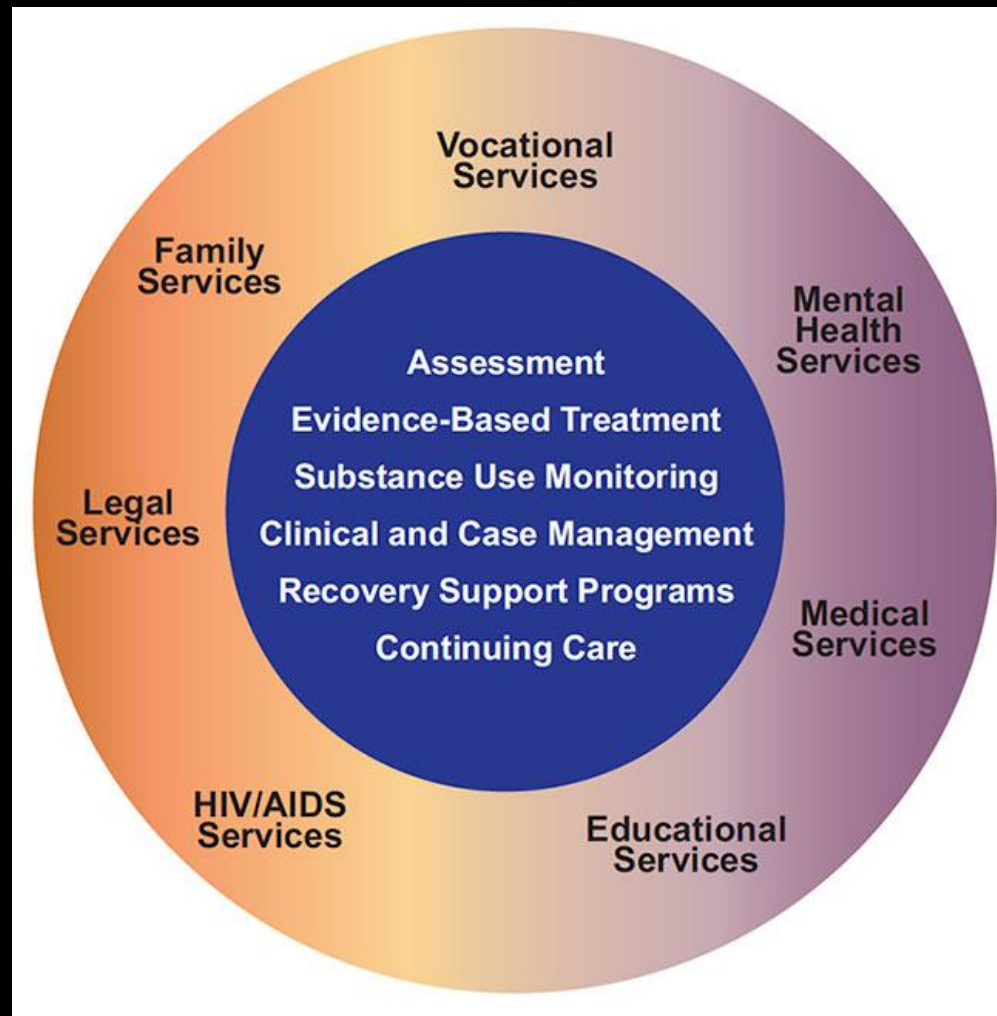 Vocational
Services
Family
Services
Mental
Health
Services
Assessment
Evidence-Based Treatment
Substance Use Monitoring
Clinical and Case Management
Recovery Support Programs
Continuing Care
Legal
Services
Medical
Services
HIV/AIDS
Services
Educational
Services